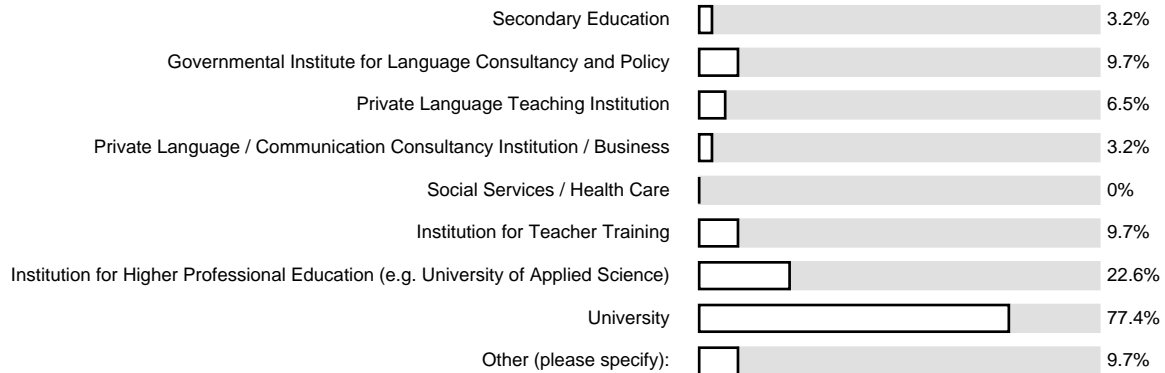 Secondary Education 3.2%
Governmental Institute for Language Consultancy and Policy 9.7%
Private Language Teaching Institution 6.5%
Private Language / Communication Consultancy Institution / Business 3.2%
Social Services / Health Care 0%
Institution for Teacher Training 9.7%
Institution for Higher Professional Education (e.g. University of Applied Science) 22.6%
University 77.4%
Other (please specify): 9.7%